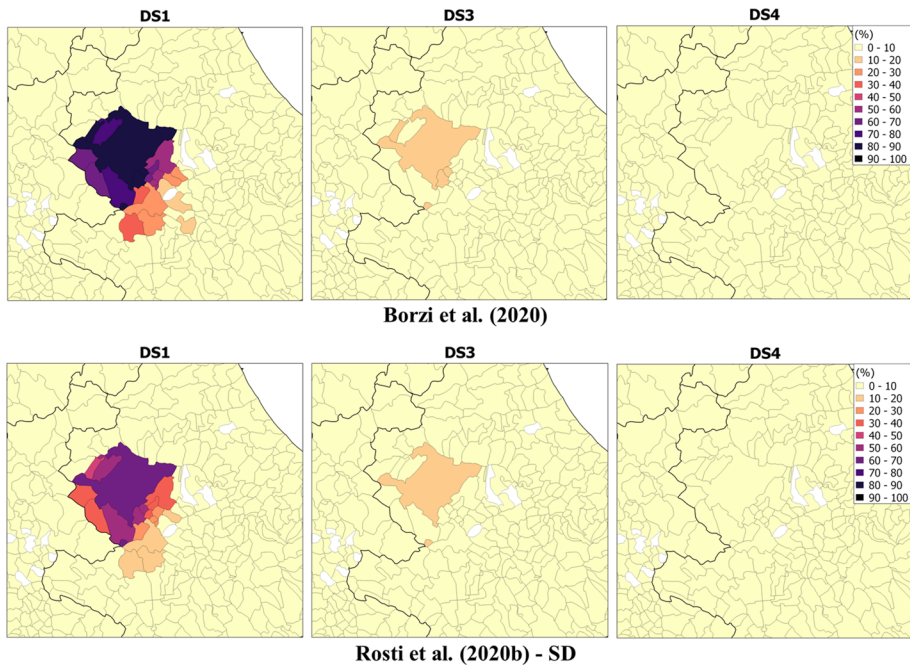 DS1
DS3
DS4
(%)
0 - 10
10 - 20
20 - 30
30 - 40
40 - 50
50 - 60
60 - 70
70 - 80
80 - 90
90 - 100
Borzi et al. (2020)
DS1
DS3
DS4
(%)
0 - 10
10 - 20
20 - 30
30 - 40
40 - 50
50 - 60
60 - 70
70 - 80
80 - 90
90 - 100
Rosti et al. (2020b) - SD